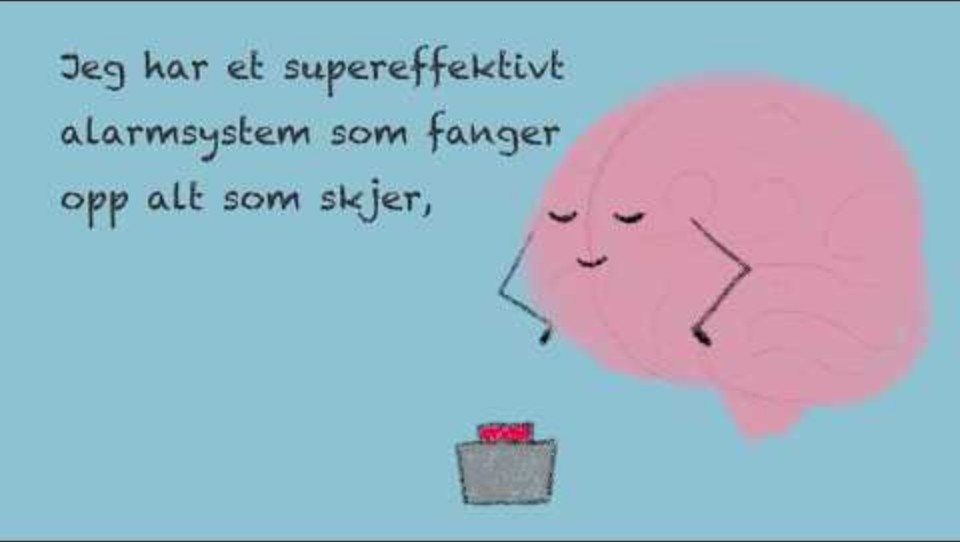 Jeg har et supereffektivt
alarmsystem som fanger
opp alt som skjer,